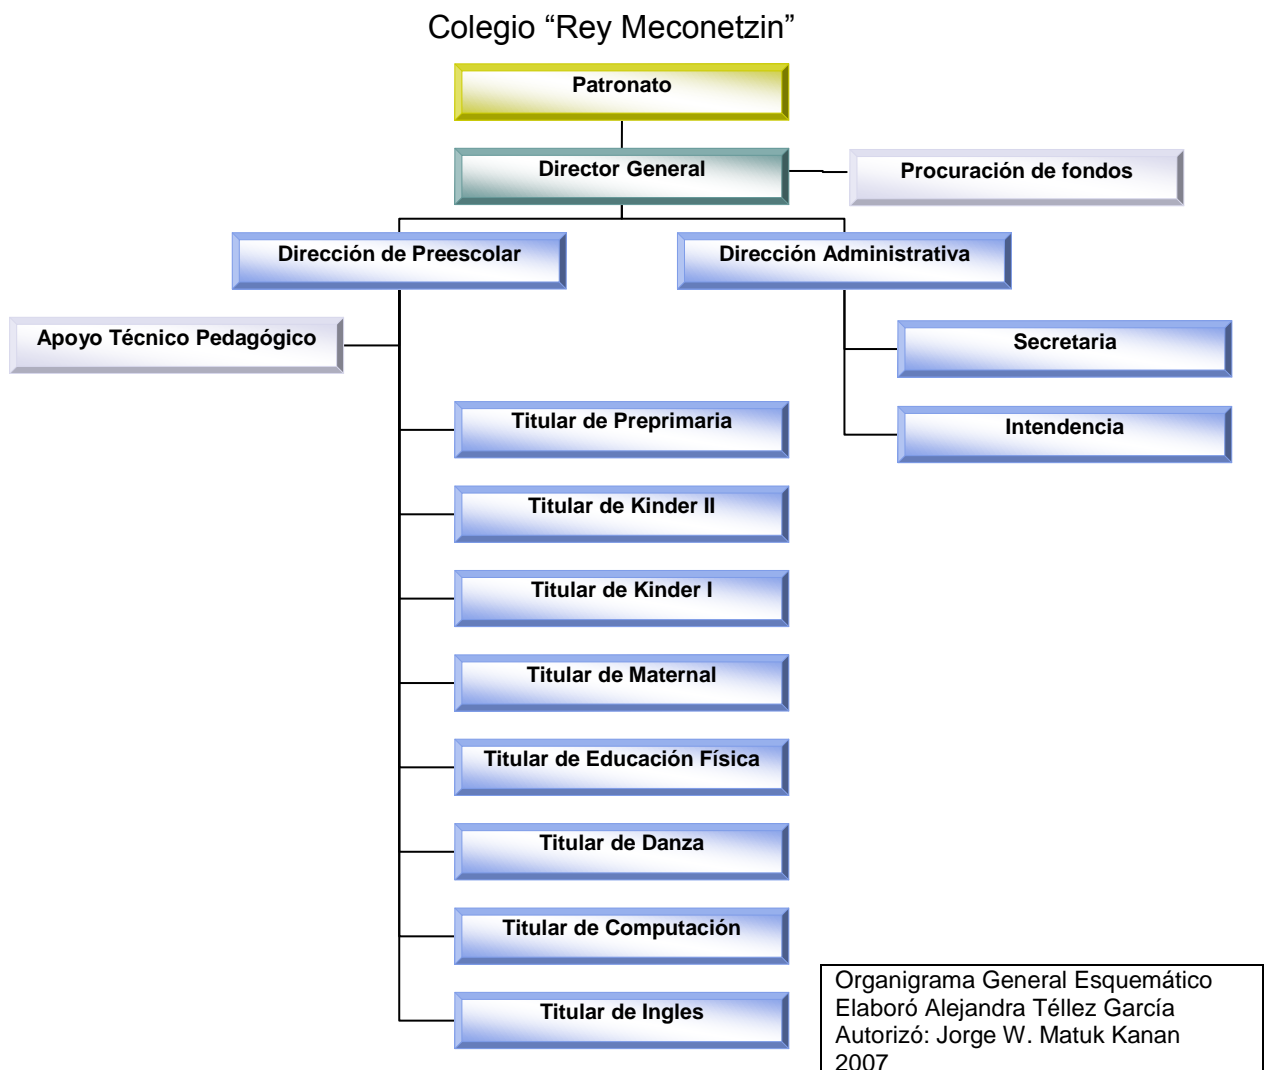 Colegio “Rey Meconetzin”
Patronato
Director General
Procuración de fondos
Dirección de Preescolar
Dirección Administrativa
Apoyo Técnico Pedagógico
Secretaria
Titular de Preprimaria
Intendencia
Titular de Kinder II
Titular de Kinder I
Titular de Maternal
Titular de Educación Física
Titular de Danza
Titular de Computación
Titular de Ingles
Organigrama General Esquemático
Elaboró Alejandra Téllez García
Autorizó: Jorge W. Matuk Kanan
2007